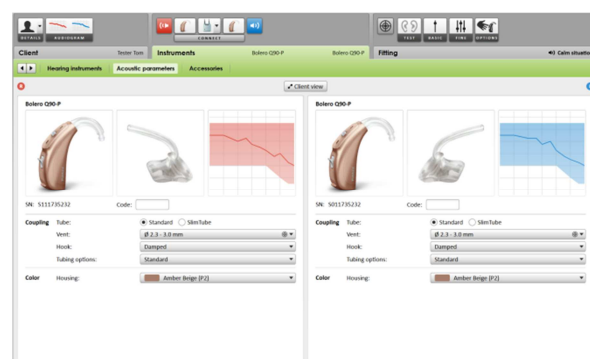 DETAILS
AUDIOGRAM
CONNECT
TEST
BASIC
FINE
OPTIONS
Client
Tester Tom
Instruments
Bolero Q90-P
Bolero Q90-P
Fitting
Calm situation
Hearing instruments
Acoustic parameters
Accessories
Client view
Bolero Q90-P
SN: S111735232
Code:
Coupling Tube: Standard SlimTube
Vent: Ø 2.3 - 3.0 mm
Hook: Damped
Tubing options: Standard
Color Housing: Amber Beige (P2)
Bolero Q90-P
SN: S011735232
Code:
Coupling Tube: Standard SlimTube
Vent: Ø 2.3 - 3.0 mm
Hook: Damped
Tubing options: Standard
Color Housing: Amber Beige (P2)